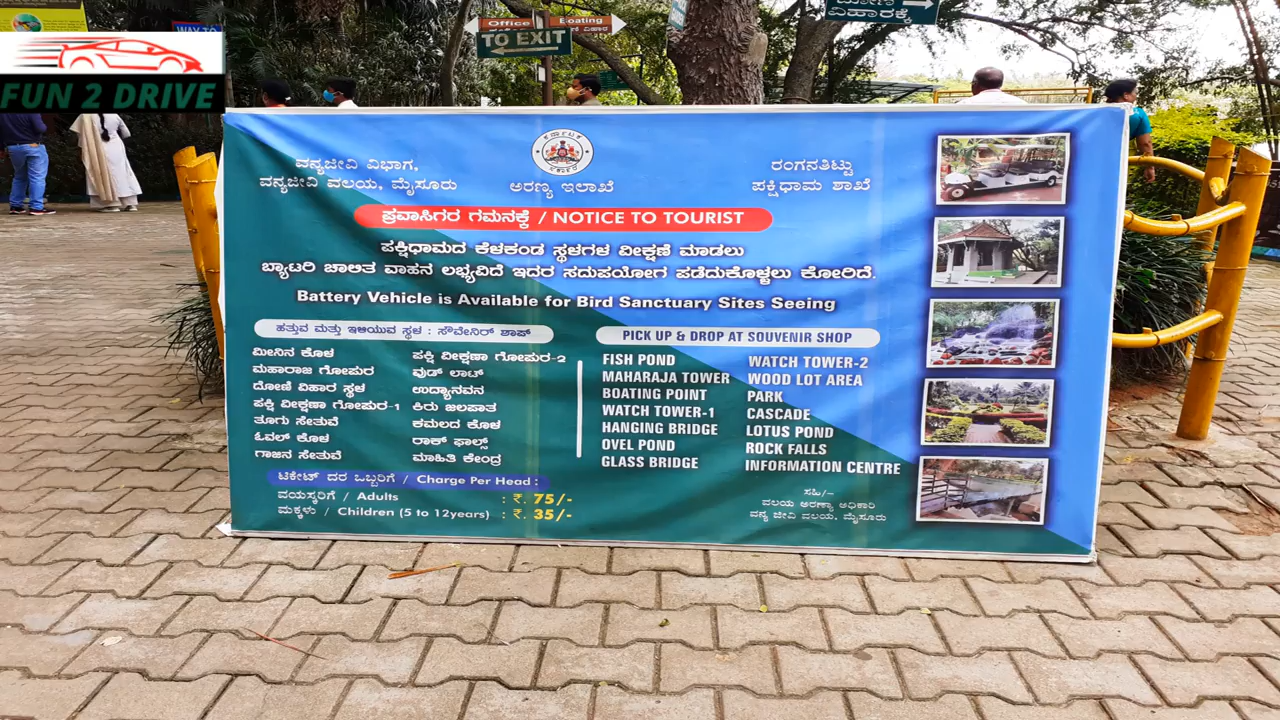 Office
Boating
TO EXIT
ವಿಹಾರಕ್ಕೆ
WAY TO
FUN 2 DRIVE
ವನ್ಯಜೀವಿ ವಿಭಾಗ,
ವನ್ಯಜೀವಿ ವಲಯ, ಮೈಸೂರು
ಅರಣ್ಯ ಇಲಾಖೆ
ರಂಗನತಿಟ್ಟು
ಪಕ್ಷಿಧಾಮ ಶಾಖೆ
ಪ್ರವಾಸಿಗರ ಗಮನಕ್ಕೆ / NOTICE TO TOURIST
ಪಕ್ಷಿಧಾಮದ ಕೆಳಕಂಡ ಸ್ಥಳಗಳ ವೀಕ್ಷಣೆ ಮಾಡಲು
ಬ್ಯಾಟರಿ ಚಾಲಿತ ವಾಹನ ಲಭ್ಯವಿದೆ ಇದರ ಸದುಪಯೋಗ ಪಡೆದುಕೊಳ್ಳಲು ಕೋರಿದೆ.
Battery Vehicle is Available for Bird Sanctuary Sites Seeing
ಹತ್ತುವ ಮತ್ತು ಇಳಿಯುವ ಸ್ಥಳ : ಸೌವೇನಿರ್ ಶಾಪ್
ಮೀನಿನ ಕೊಳ
ಮಹಾರಾಜ ಗೋಪುರ
ದೋಣಿ ವಿಹಾರ ಸ್ಥಳ
ಪಕ್ಷಿ ವೀಕ್ಷಣಾ ಗೋಪುರ-1
ತೂಗು ಸೇತುವೆ
ಓವಲ್ ಕೊಳ
ಗಾಜಿನ ಸೇತುವೆ
ಪಕ್ಷಿ ವೀಕ್ಷಣಾ ಗೋಪುರ-2
ವುಡ್ ಲಾಟ್
ಉದ್ಯಾನವನ
ಕಿರು ಜಲಪಾತ
ಕಮಲದ ಕೊಳ
ರಾಕ್ ಫಾಲ್ಸ್
ಮಾಹಿತಿ ಕೇಂದ್ರ
PICK UP & DROP AT SOUVENIR SHOP
FISH POND
MAHARAJA TOWER
BOATING POINT
WATCH TOWER-1
HANGING BRIDGE
OVEL POND
GLASS BRIDGE
WATCH TOWER-2
WOOD LOT AREA
PARK
CASCADE
LOTUS POND
ROCK FALLS
INFORMATION CENTRE
ಟಿಕೇಟ್ ದರ ಒಬ್ಬರಿಗೆ / Charge Per Head :
ವಯಸ್ಕರಿಗೆ / Adults : ₹. 75/-
ಮಕ್ಕಳು / Children (5 to 12years) : ₹. 35/-
ಸಹಿ/-
ವಲಯ ಅರಣ್ಯಾ ಅಧಿಕಾರಿ
ವನ್ಯ ಜೀವಿ ವಲಯ, ಮೈಸೂರು